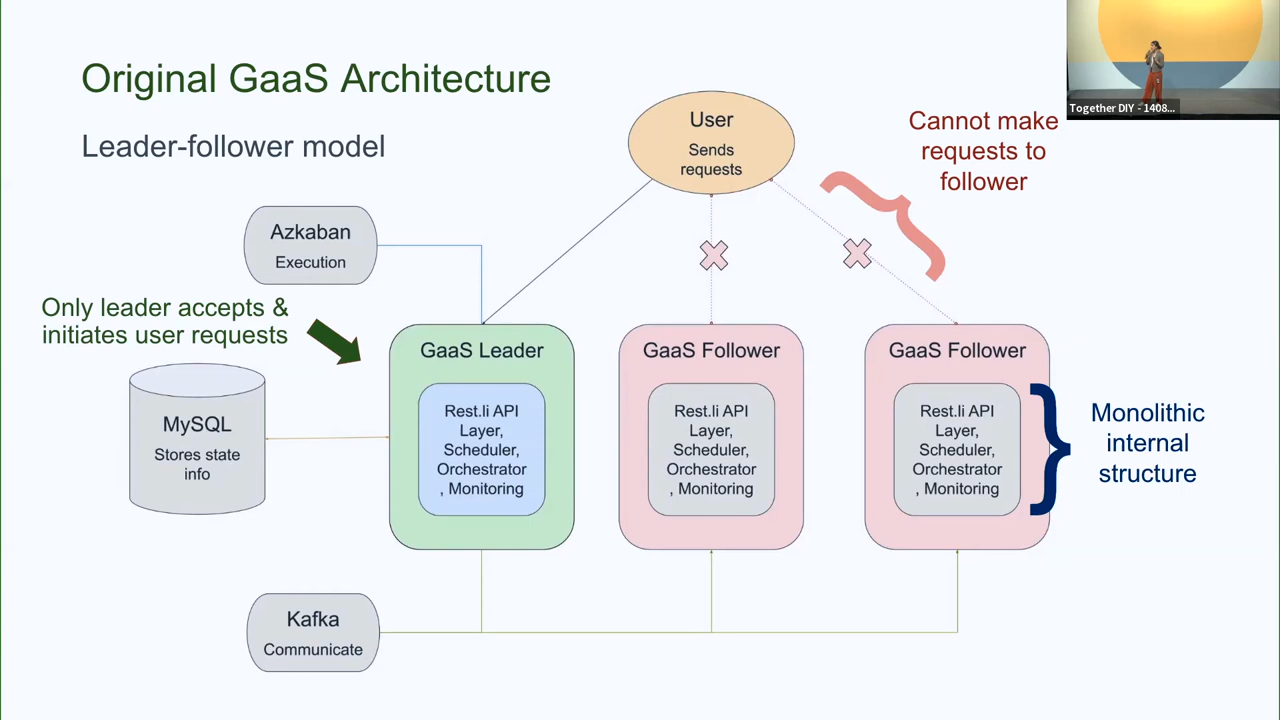 Original GaaS Architecture
Leader-follower model
User
Sends
requests
Cannot make
requests to
follower
Together DIY - 1408...
Azkaban
Execution
Only leader accepts &
initiates user requests
MySQL
Stores state
info
GaaS Leader
Rest.li API
Layer,
Scheduler,
Orchestrator
, Monitoring
GaaS Follower
Rest.li API
Layer,
Scheduler,
Orchestrator
, Monitoring
GaaS Follower
Rest.li API
Layer,
Scheduler,
Orchestrator
, Monitoring
Monolithic
internal
structure
Kafka
Communicate